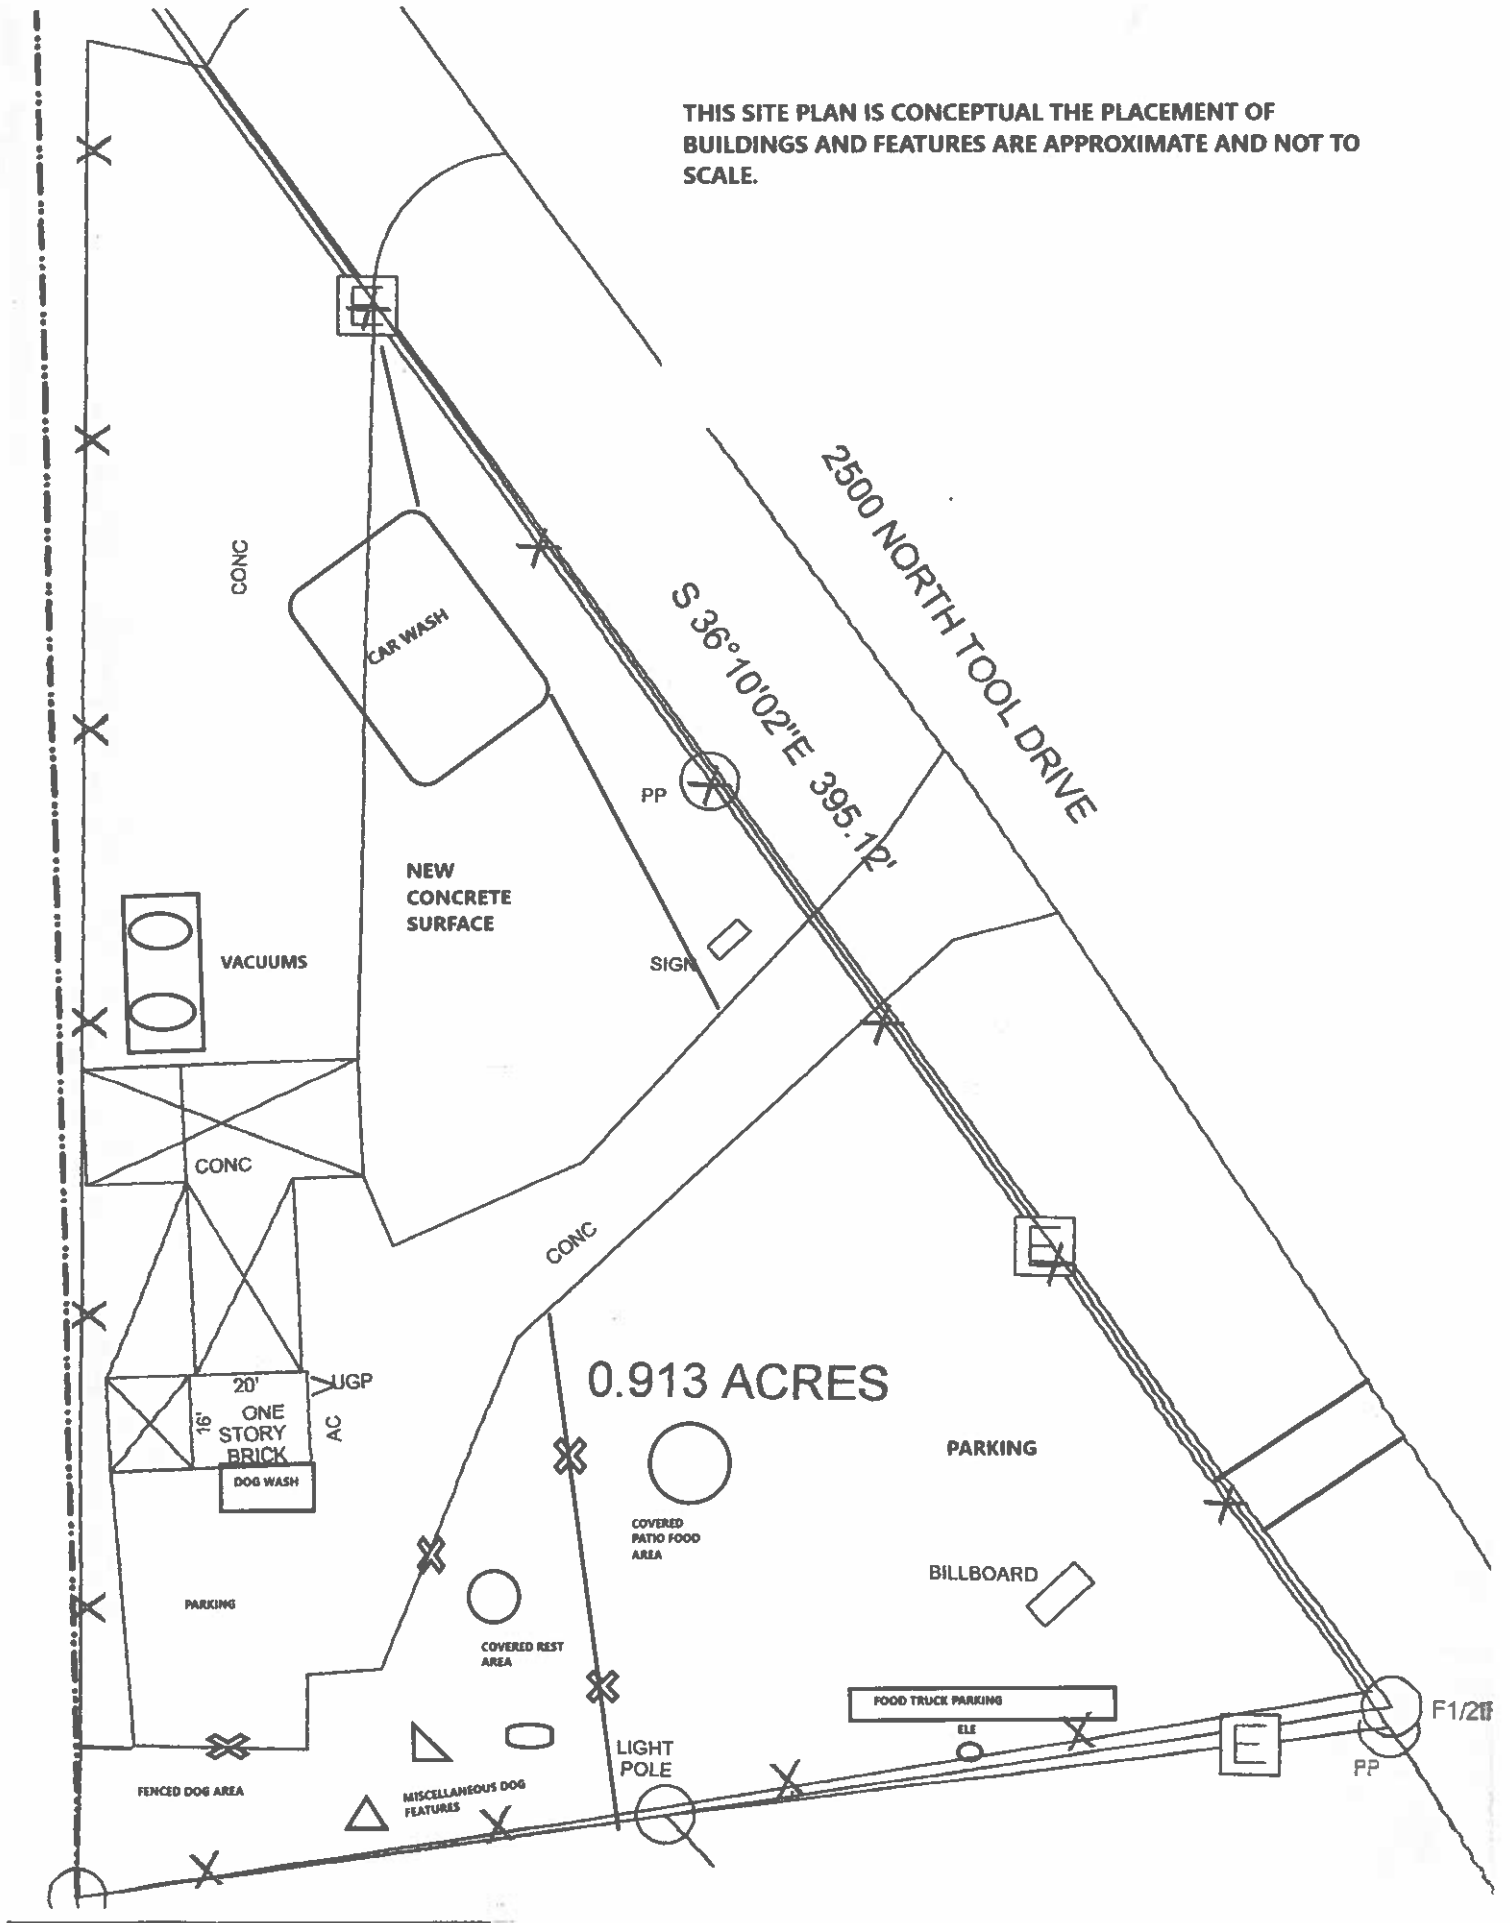 THIS SITE PLAN IS CONCEPTUAL THE PLACEMENT OF
BUILDINGS AND FEATURES ARE APPROXIMATE AND NOT TO
SCALE.
E
2500 NORTH TOOL DRIVE
S 36°10'02"E 395.12'
CONC
CAR WASH
PP
NEW
CONCRETE
SURFACE
SIGN
VACUUMS
CONC
CONC
E
0.913 ACRES
20'
UGP
16'
ONE
STORY
BRICK
AC
DOG WASH
PARKING
COVERED
PATIO FOOD
AREA
BILLBOARD
PARKING
COVERED REST
AREA
FOOD TRUCK PARKING
ELE
E
PP
LIGHT
POLE
FENCED DOG AREA
MISCELLANEOUS DOG
FEATURES